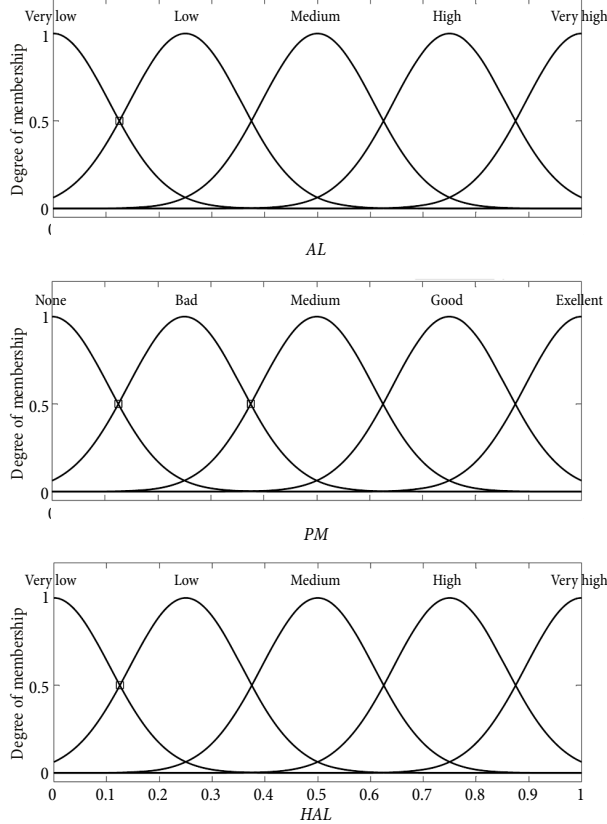 Very low Low Medium High Very high
Degree of membership
1
0.5
0
AL
None Bad Medium Good Exellent
Degree of membership
1
0.5
0
PM
Very low Low Medium High Very high
Degree of membership
1
0.5
0
0 0.1 0.2 0.3 0.4 0.5 0.6 0.7 0.8 0.9 1
HAL